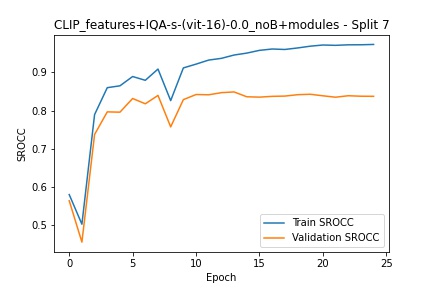 CLIP_features+IQA-s-(vit-16)-0.0_noB+modules - Split 7
SROCC
0.9
0.8
0.7
0.6
0.5
Train SROCC
Validation SROCC
0 5 10 15 20 25
Epoch